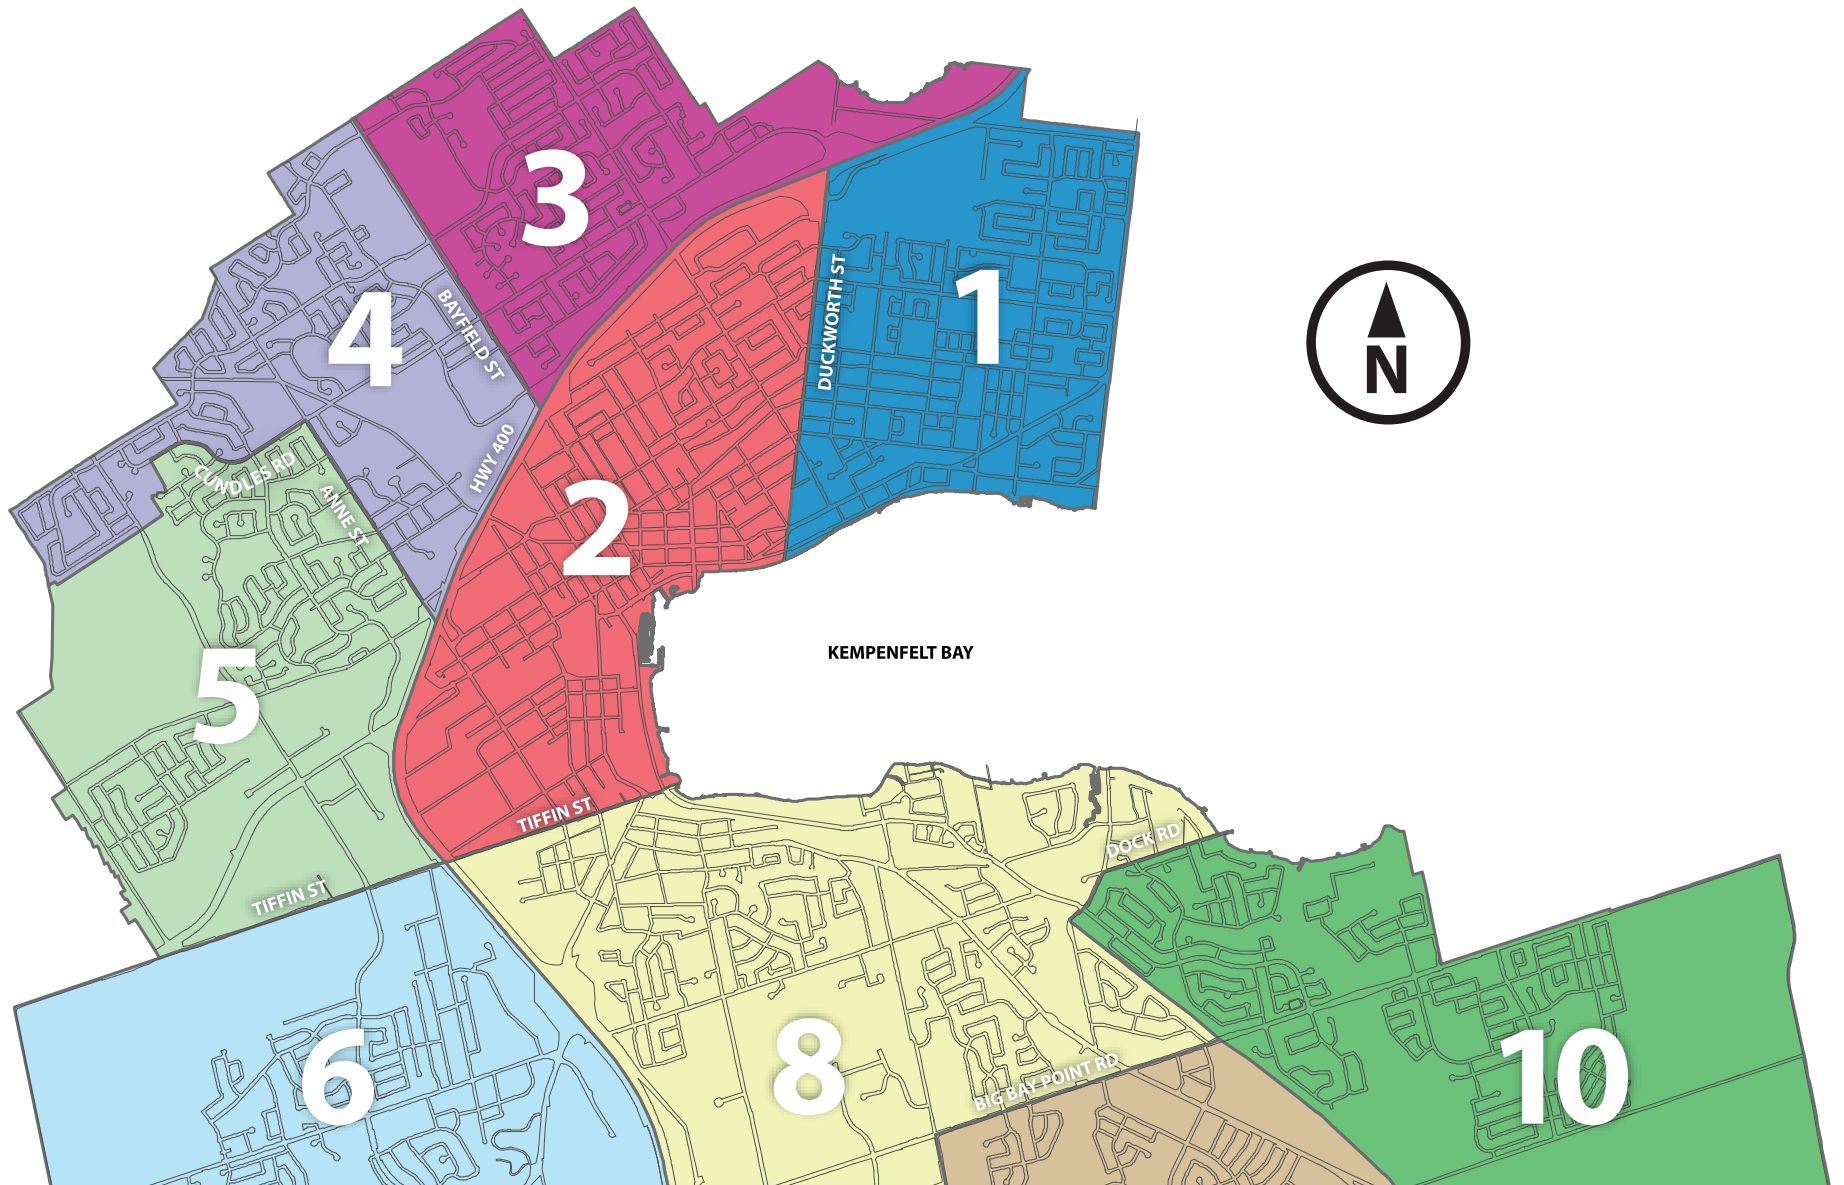 3
1
DUCKWORTH ST
4
BAYFIELD ST
N
HWY 400
CUNDLES RD
ANNE ST
2
KEMPENFELT BAY
5
TIFFIN ST
DOCK RD
TIFFIN ST
6
8
BIG BAY POINT RD
10